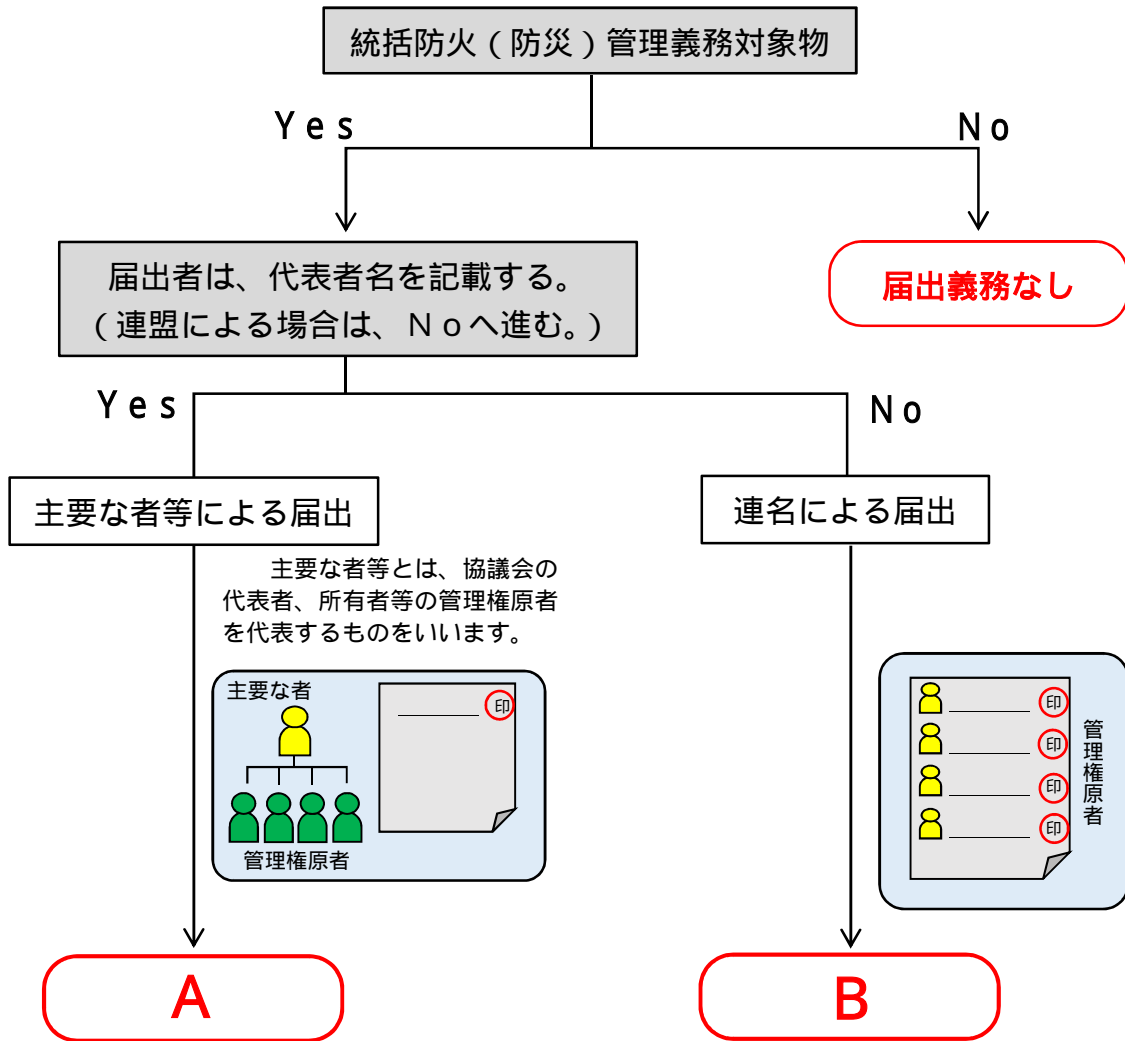 統括防火（防災）管理義務対象物
Ｙｅｓ
Ｎｏ
届出者は、代表者名を記載する。
（連盟による場合は、Ｎｏへ進む。）
届出義務なし
Ｙｅｓ
Ｎｏ
主要な者等による届出
連名による届出
主要な者等とは、協議会の
代表者、所有者等の管理権原者
を代表するものをいいます。
主要な者
印
管理権原者
印
印
印
印
管理権原者
A
B